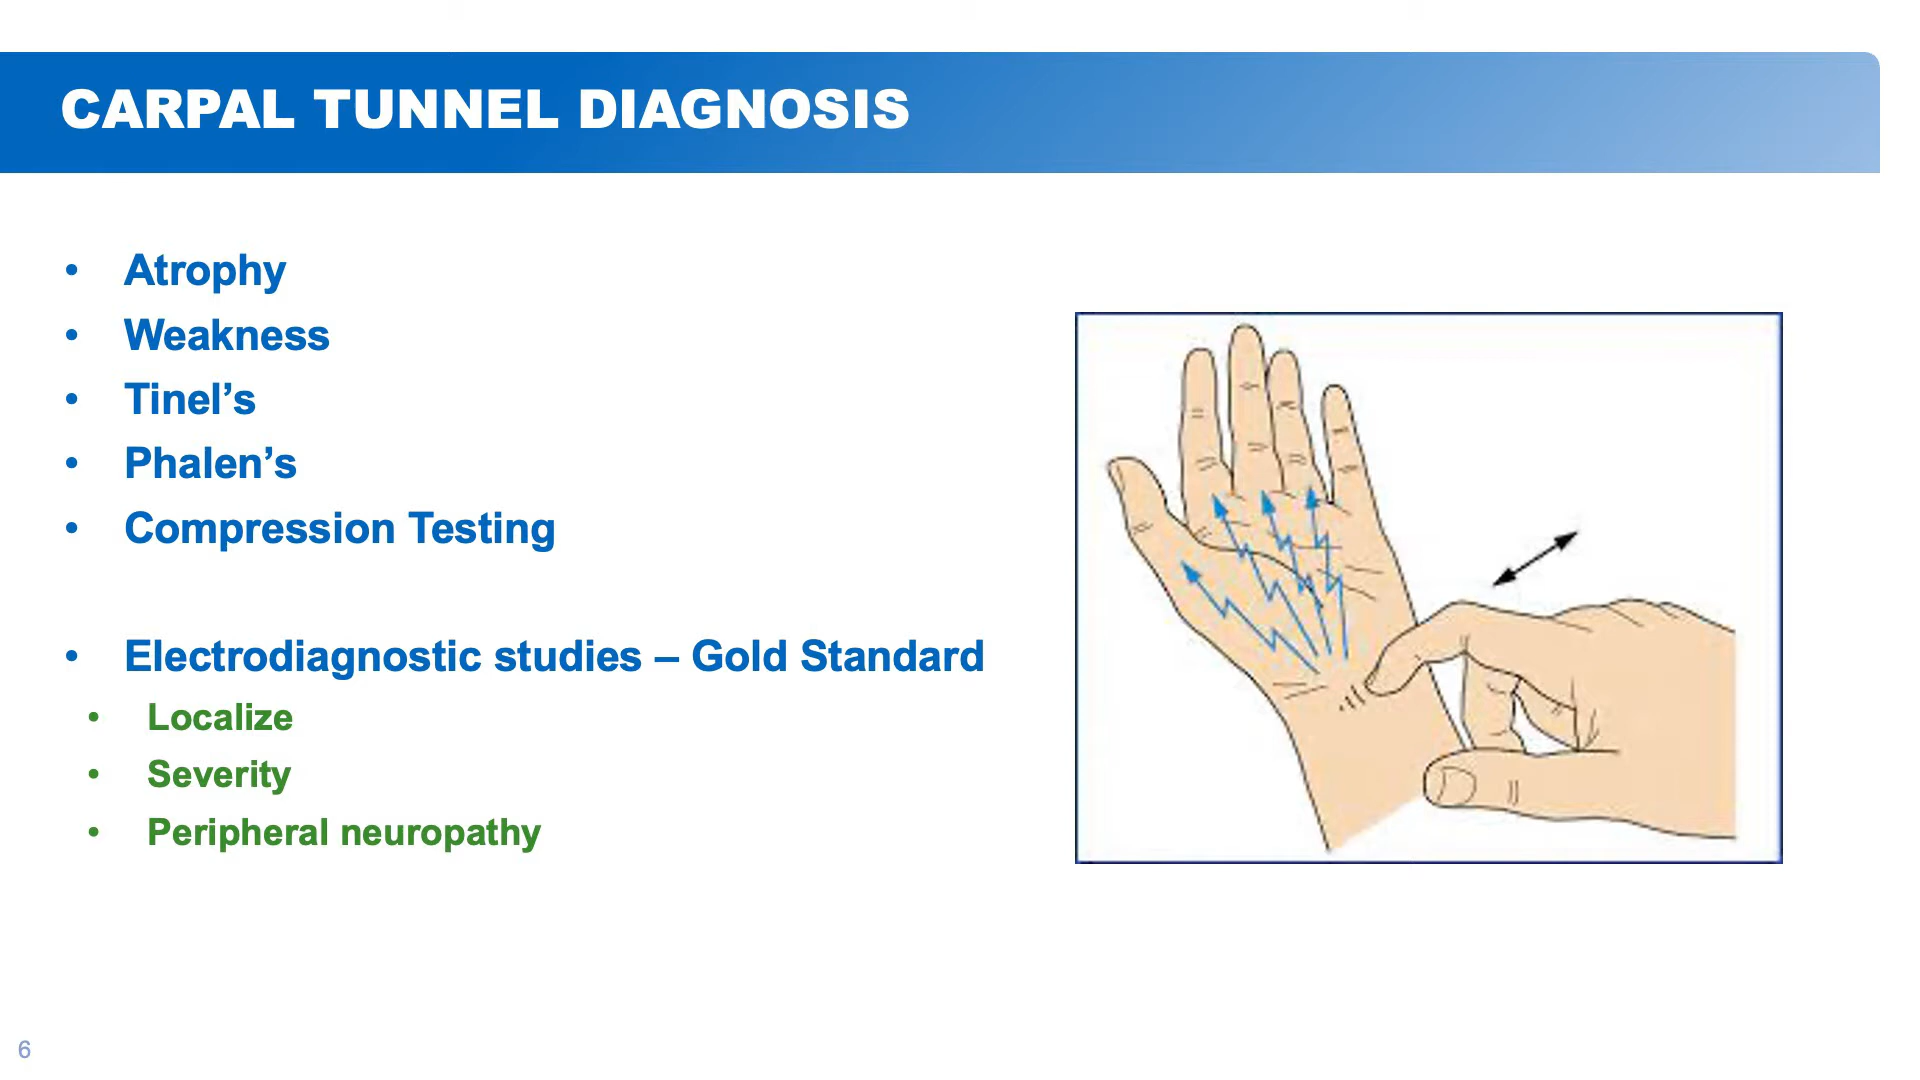 CARPAL TUNNEL DIAGNOSIS
• Atrophy
• Weakness
• Tinel’s
• Phalen’s
• Compression Testing
• Electrodiagnostic studies – Gold Standard
• Localize
• Severity
• Peripheral neuropathy
6